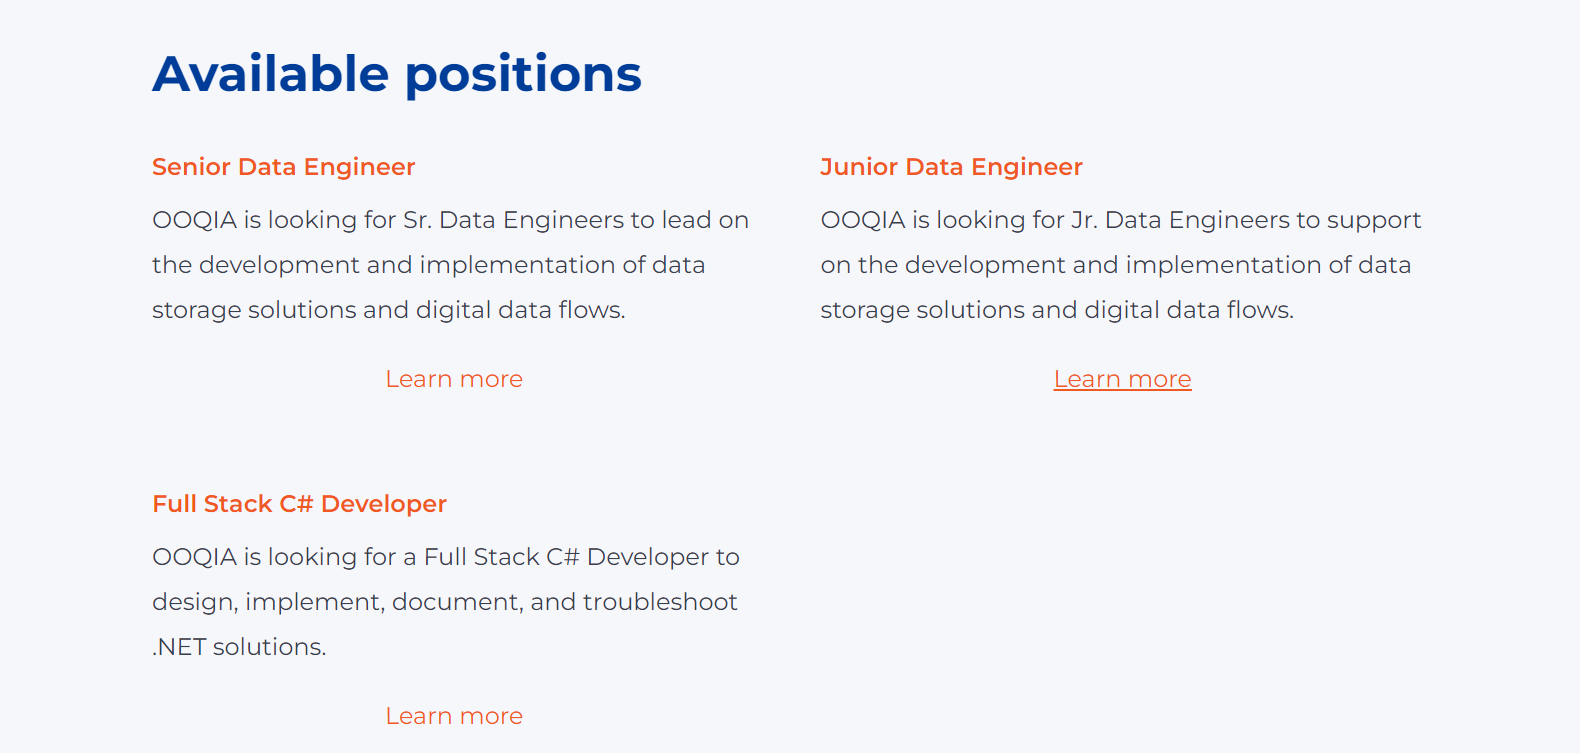 Available positions
Senior Data Engineer
OOQIA is looking for Sr. Data Engineers to lead on
the development and implementation of data
storage solutions and digital data flows.
Learn more
Junior Data Engineer
OOQIA is looking for Jr. Data Engineers to support
on the development and implementation of data
storage solutions and digital data flows.
Learn more
Full Stack C# Developer
OOQIA is looking for a Full Stack C# Developer to
design, implement, document, and troubleshoot
.NET solutions.
Learn more